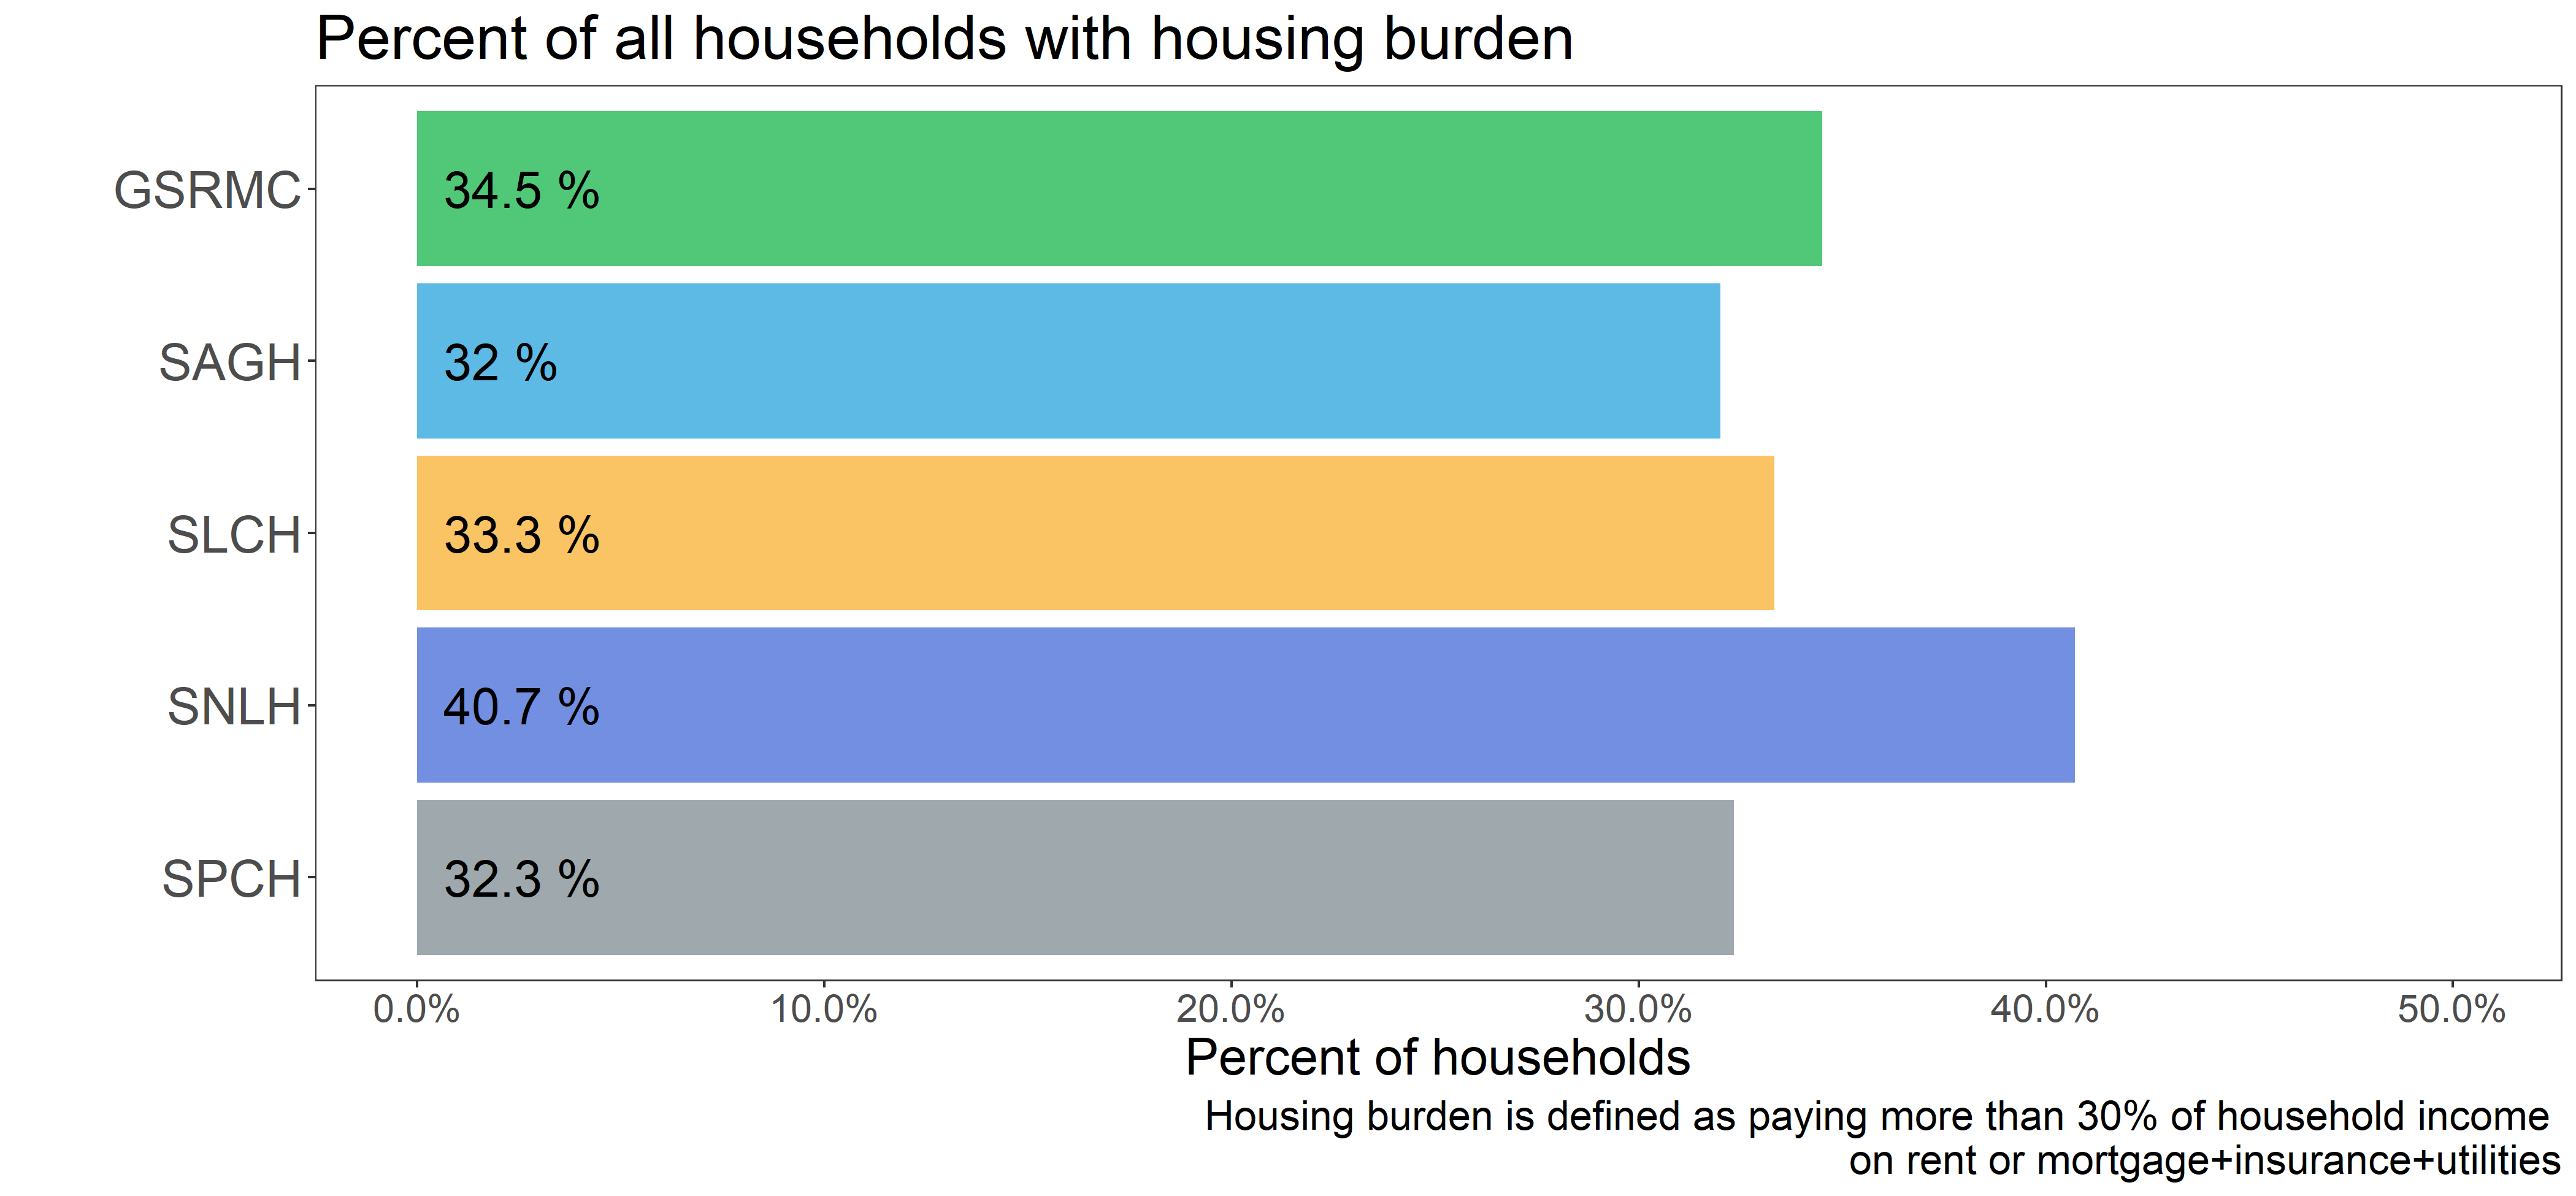 Percent of all households with housing burden
GSRMC
34.5 %
SAGH
32 %
SLCH
33.3 %
SNLH
40.7 %
SPCH
32.3 %
0.0% 10.0% 20.0% 30.0% 40.0% 50.0%
Percent of households
Housing burden is defined as paying more than 30% of household income
on rent or mortgage+insurance+utilities